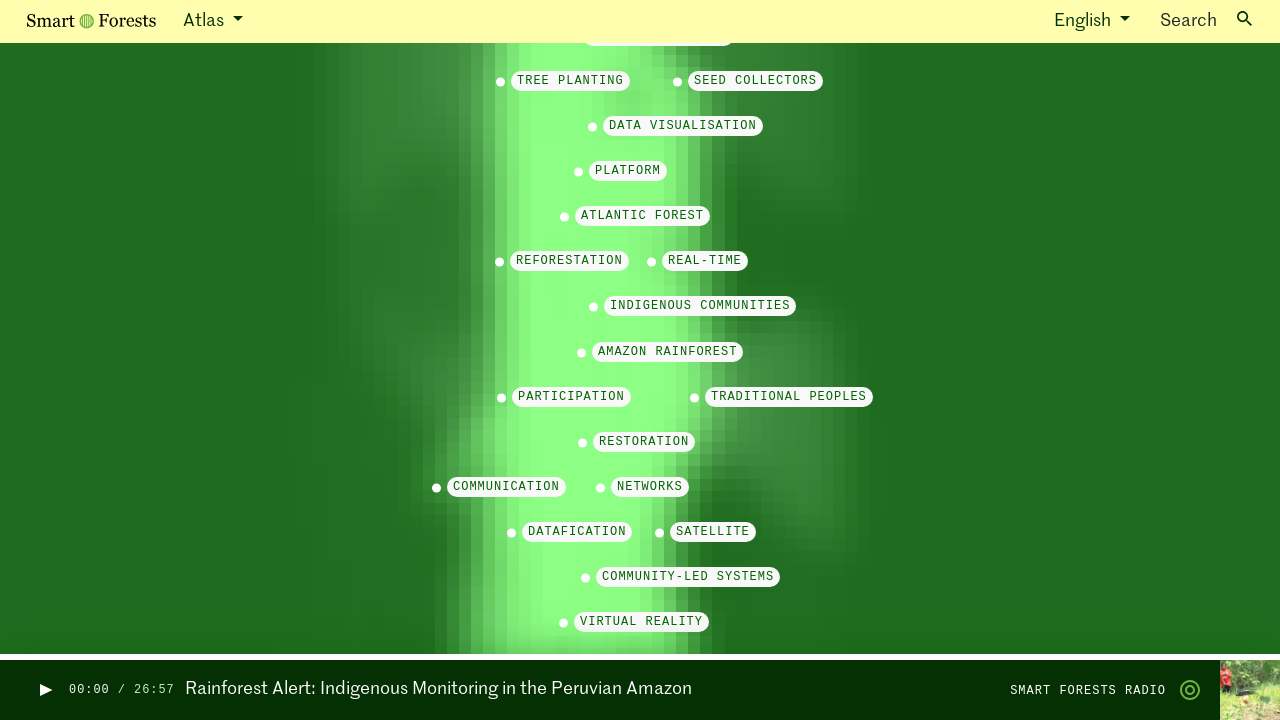 Smart Forests Atlas English Search
TREE PLANTING SEED COLLECTORS
DATA VISUALISATION
PLATFORM
ATLANTIC FOREST
REFORESTATION REAL-TIME
INDIGENOUS COMMUNITIES
AMAZON RAINFOREST
PARTICIPATION TRADITIONAL PEOPLES
RESTORATION
COMMUNICATION NETWORKS
DATAFICATION SATELLITE
COMMUNITY-LED SYSTEMS
VIRTUAL REALITY
00:00 / 26:57 Rainforest Alert: Indigenous Monitoring in the Peruvian Amazon SMART FORESTS RADIO